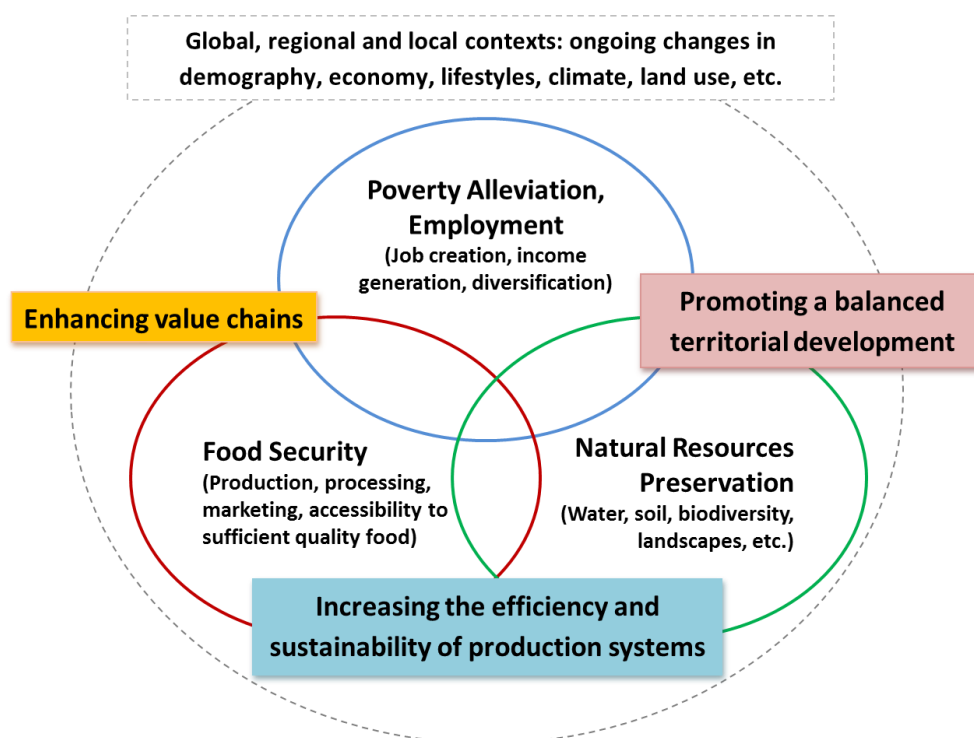 Global, regional and local contexts: ongoing changes in
demography, economy, lifestyles, climate, land use, etc.
Poverty Alleviation,
Employment
(Job creation, income
generation, diversification)
Enhancing value chains
Promoting a balanced
territorial development
Food Security
(Production, processing,
marketing, accessibility to
sufficient quality food)
Natural Resources
Preservation
(Water, soil, biodiversity,
landscapes, etc.)
Increasing the efficiency and
sustainability of production systems